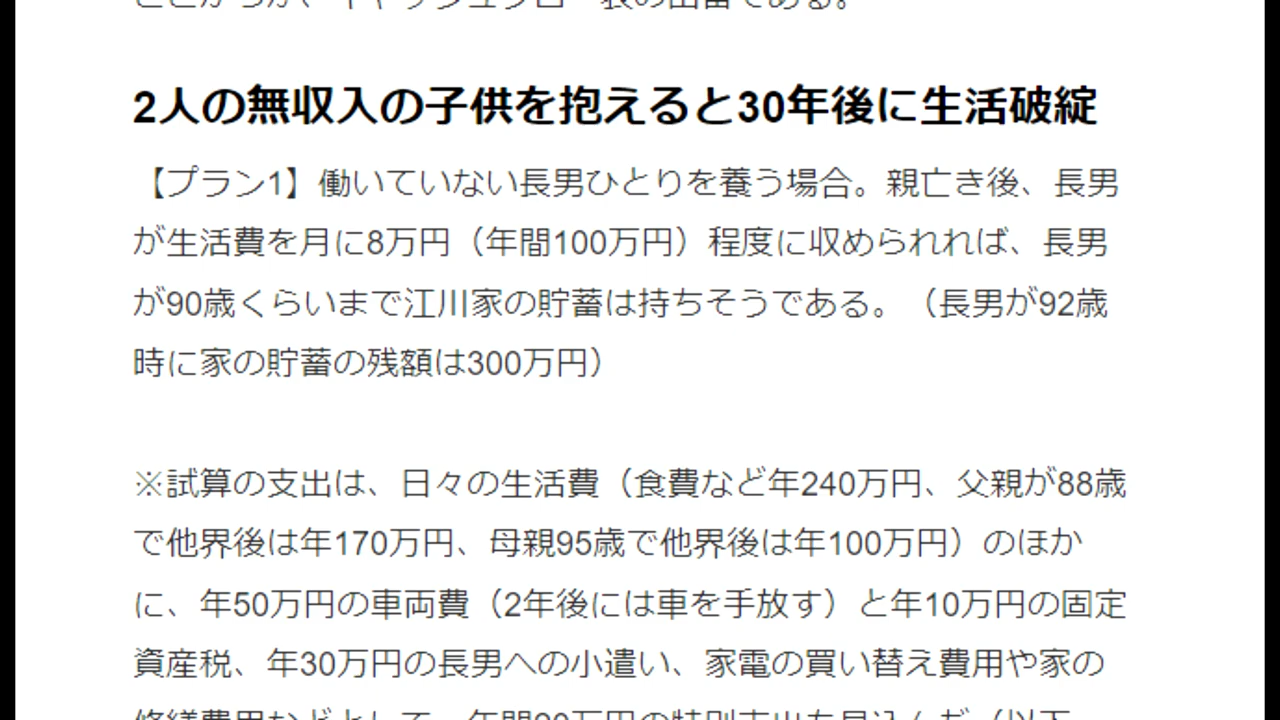 2人の無収入の子供を抱えると30年後に生活破綻
【プラン1】働いていない長男ひとりを養う場合。親亡き後、長男
が生活費を月に8万円（年間100万円）程度に収められれば、長男
が90歳くらいまで江川家の貯蓄は持ちそうである。（長男が92歳
時に家の貯蓄の残額は300万円）
※試算の支出は、日々の生活費（食費など年240万円、父親が88歳
で他界後は年170万円、母親95歳で他界後は年100万円）のほか
に、年50万円の車両費（2年後には車を手放す）と年10万円の固定
資産税、年30万円の長男への小遣い、家電の買い替え費用や家の